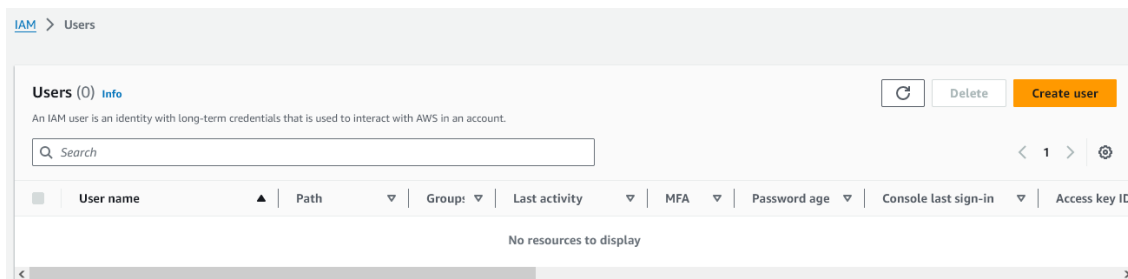 IAM > Users
Users (0) Info
Delete
Create user
An IAM user is an identity with long-term credentials that is used to interact with AWS in an account.
Search
1
User name Path Groups Last activity MFA Password age Console last sign-in Access key ID
No resources to display